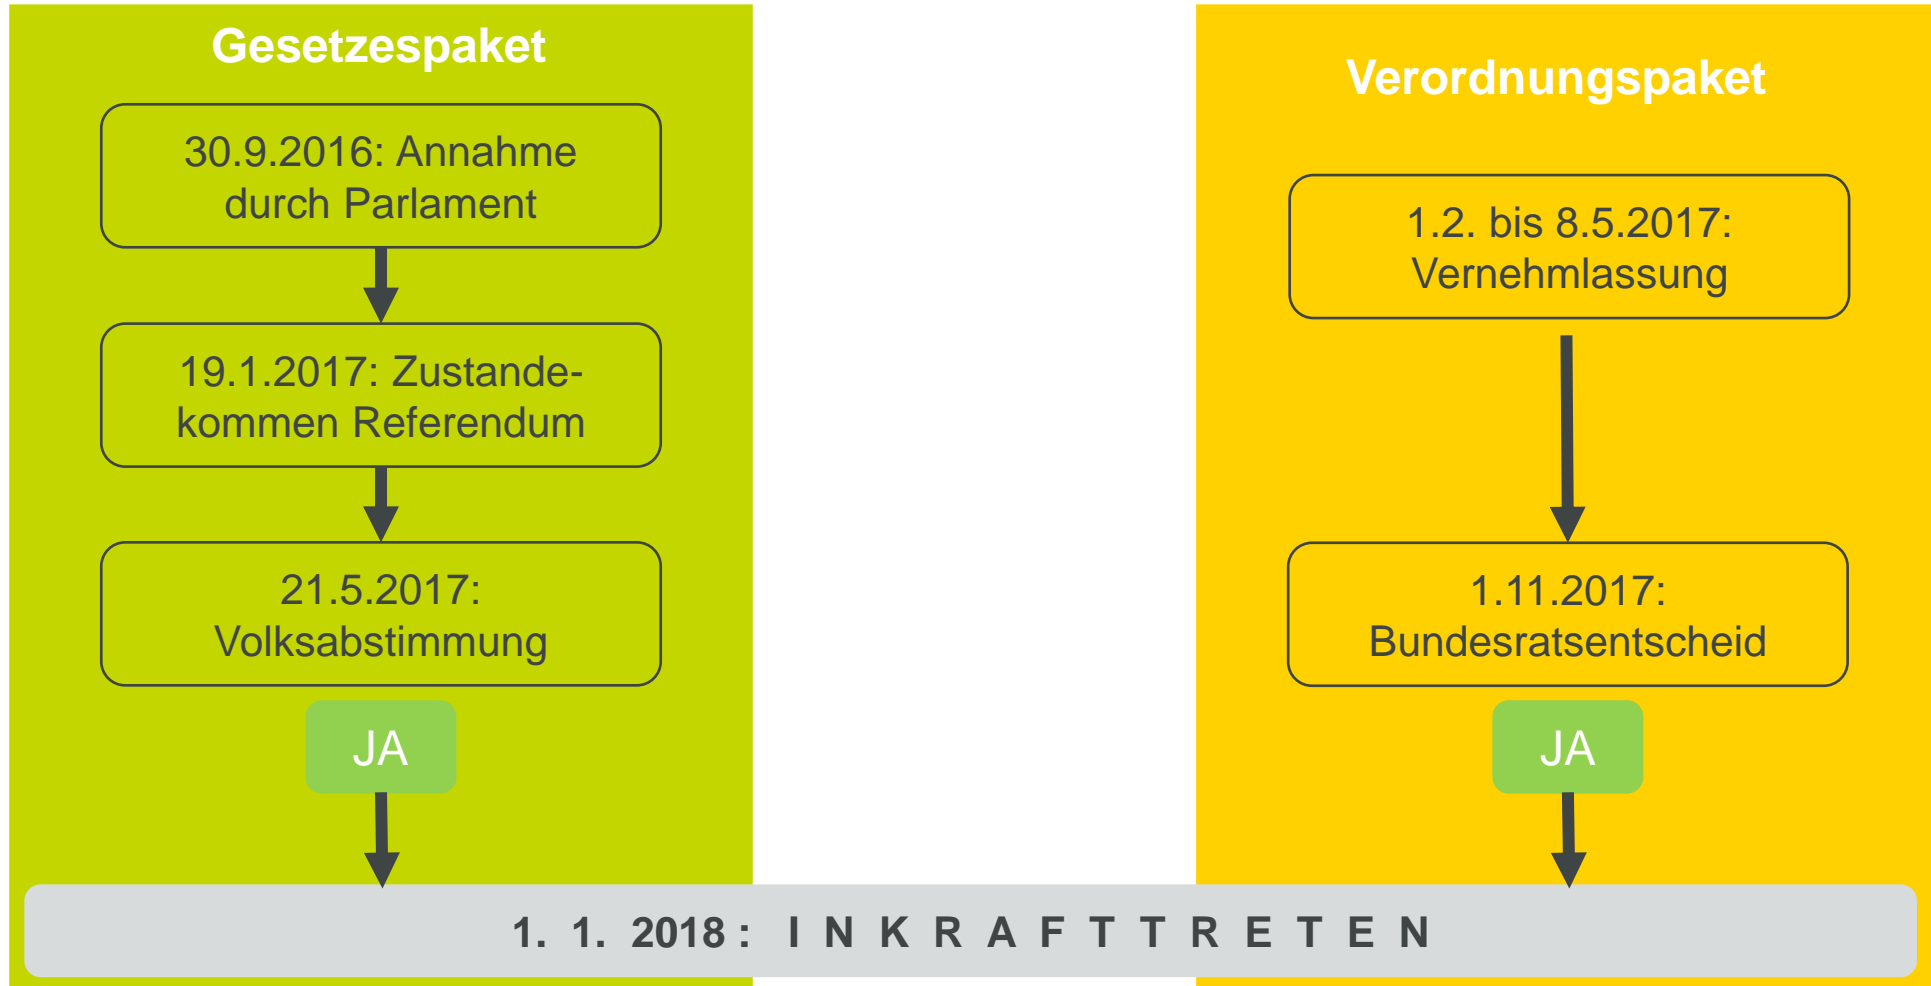 Gesetzespaket
30.9.2016: Annahme
durch Parlament
19.1.2017: Zustande-
kommen Referendum
21.5.2017:
Volksabstimmung
JA
Verordnungspaket
1.2. bis 8.5.2017:
Vernehmlassung
1.11.2017:
Bundesratsentscheid
JA
1. 1. 2018 : I N K R A F T T R E T E N